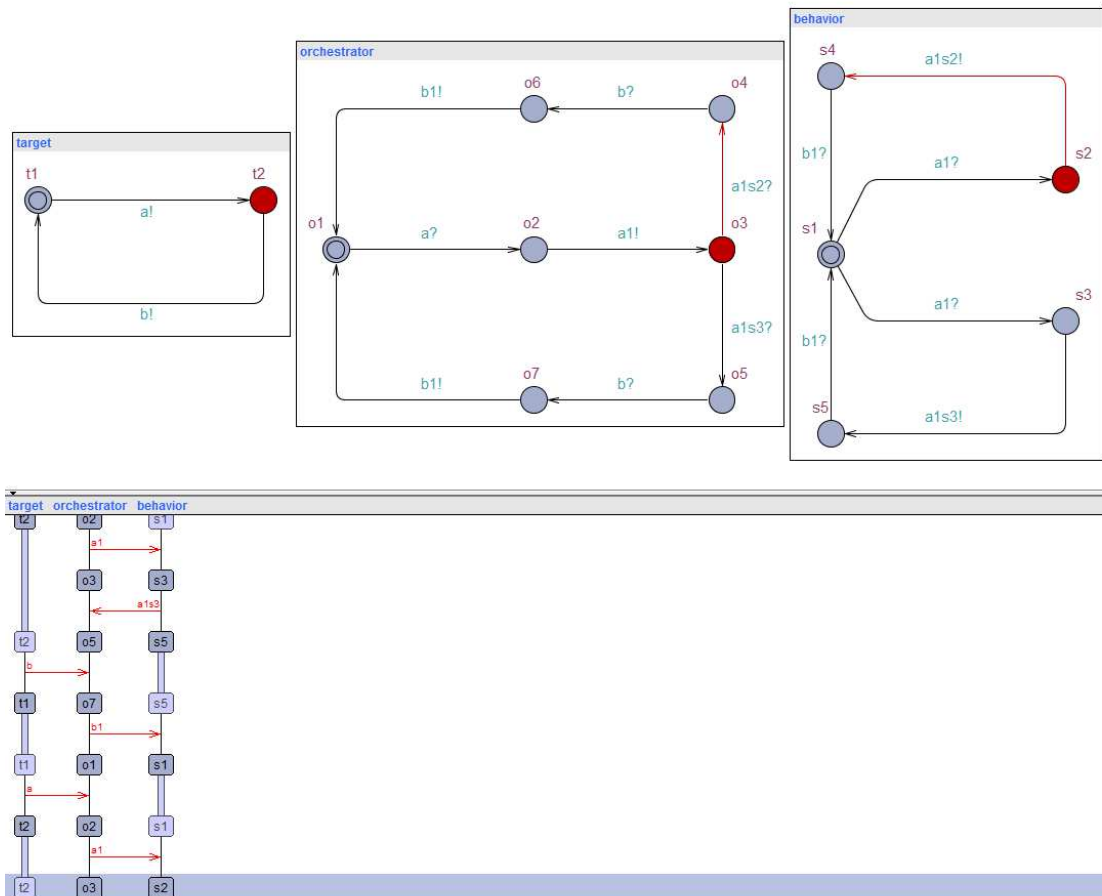 behavior
s4
a1s2!
orchestrator
o6
o4
b1!
b?
target
b1?
a1?
s2
t1
t2
a1s2?
a!
o1
o2
o3
s1
a?
a1!
b!
a1?
s3
a1s3?
b1?
b1!
o7
b?
o5
s5
a1s3!
target orchestrator behavior
t2 o2 s1
a1
o3 s3
a1s3
t2 o5 s5
b
t1 o7 s5
b1
t1 o1 s1
a
t2 o2 s1
a1
t2 o3 s2